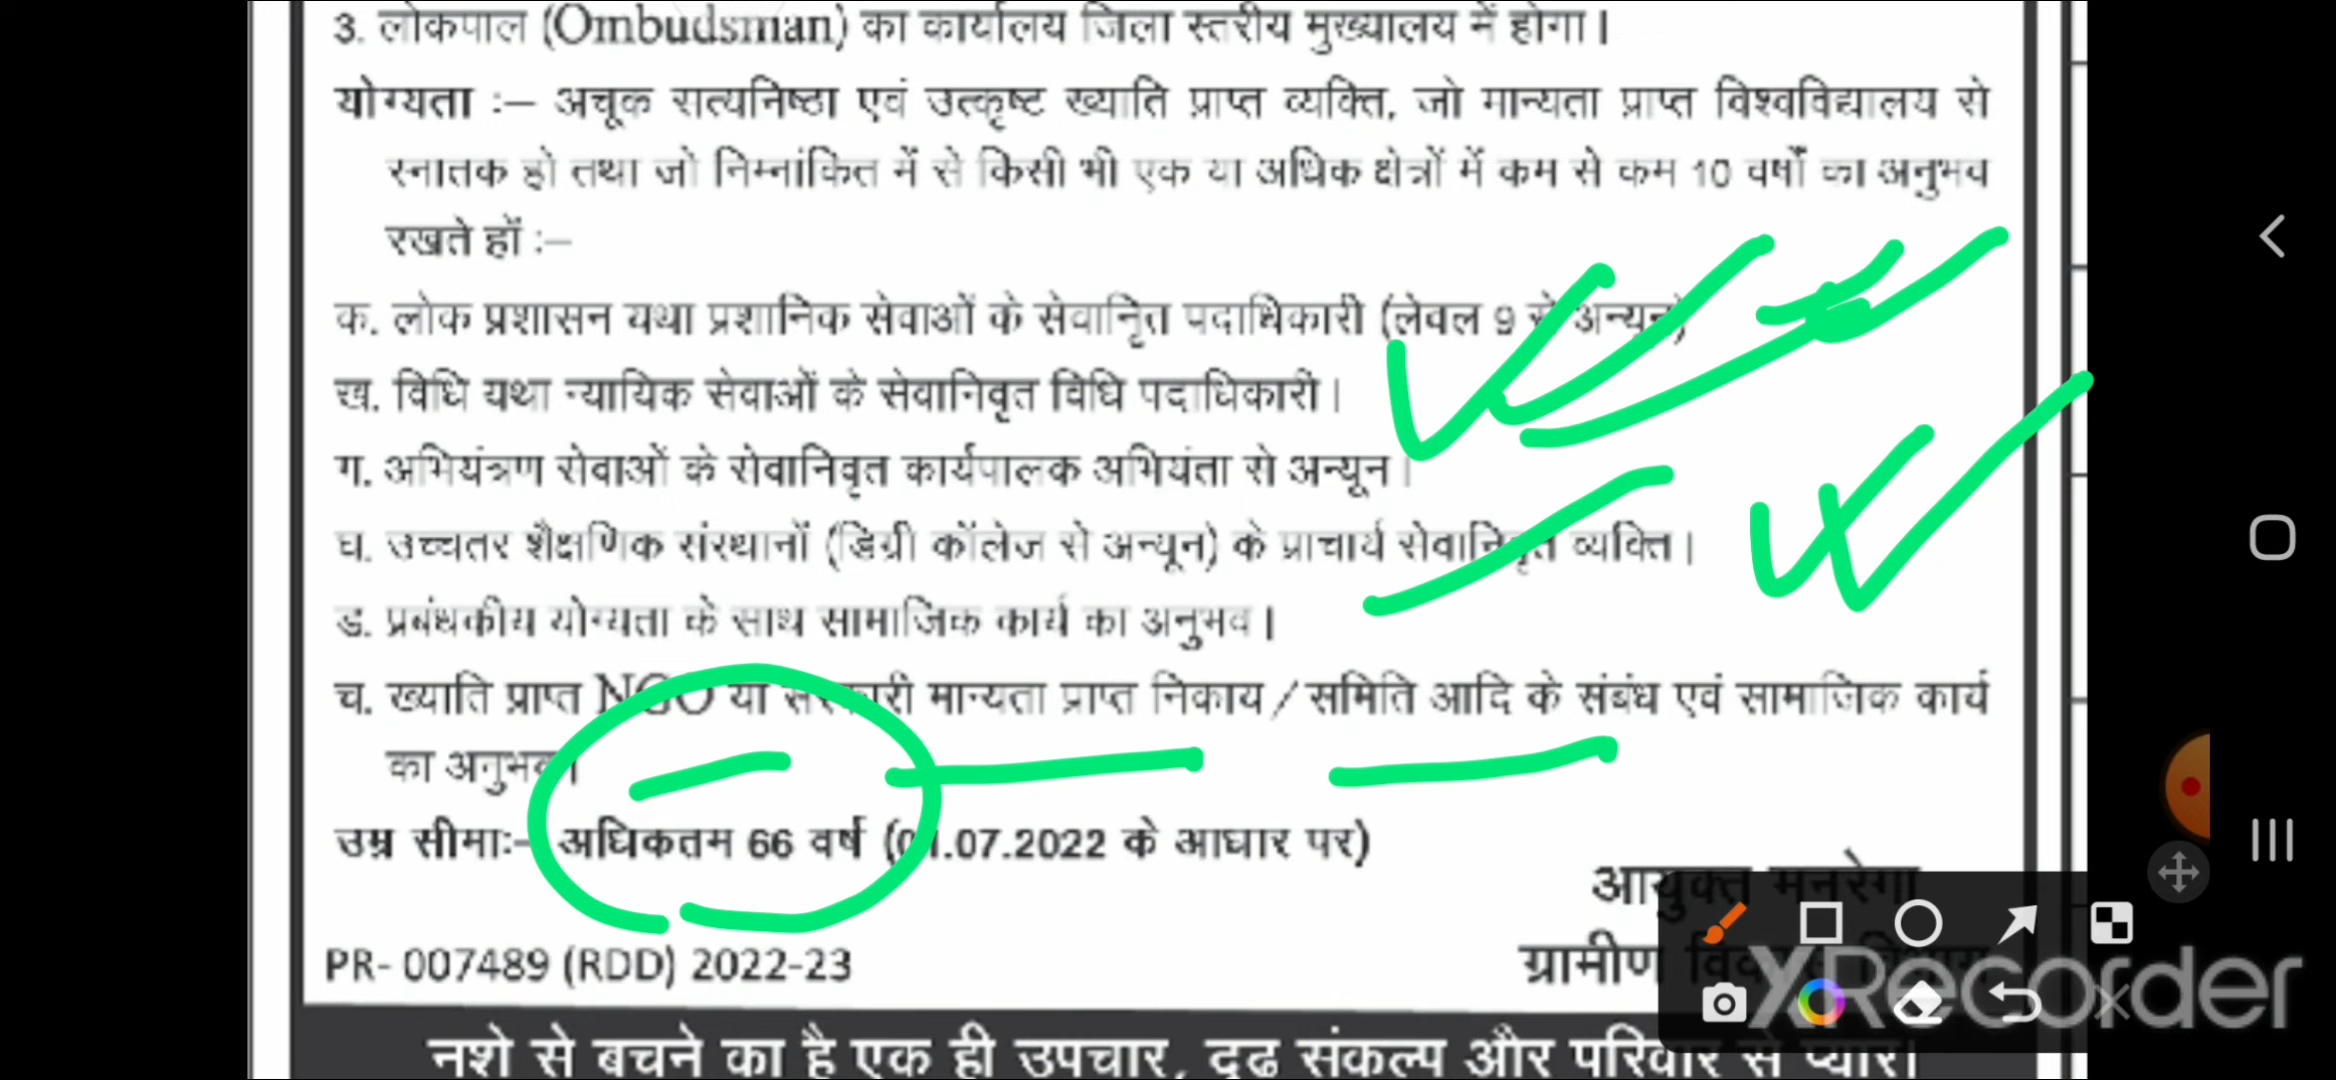 3. लोकपाल (Ombudsman) का कार्यालय जिला स्तरीय मुख्यालय में होगा।
योग्यता :– अचूक सत्यनिष्ठा एवं उत्कृष्ट ख्याति प्राप्त व्यक्ति, जो मान्यता प्राप्त विश्वविद्यालय से
स्नातक हो तथा जो निम्नांकित में से किसी भी एक या अधिक क्षेत्रों में कम से कम 10 वर्षों का अनुभव
रखते हों :–
क. लोक प्रशासन यथा प्रशानिक सेवाओं के सेवानिृत पदाधिकारी (लेवल 9 से अन्यून)
ख. विधि यथा न्यायिक सेवाओं के सेवानिवृत विधि पदाधिकारी।
ग. अभियंत्रण सेवाओं के सेवानिवृत कार्यपालक अभियंता से अन्यून।
घ. उच्चतर शैक्षणिक संस्थानों (डिग्री कॉलेज से अन्यून) के प्राचार्य सेवानिवृत व्यक्ति।
ड. प्रबंधकीय योग्यता के साथ सामाजिक कार्य का अनुभव।
च. ख्याति प्राप्त NGO या सरकारी मान्यता प्राप्त निकाय/समिति आदि के संबंध एवं सामाजिक कार्य
का अनुभव।
उम्र सीमाः- अधिकतम 66 वर्ष (01.07.2022 के आधार पर)
आयुक्त मनरेगा
PR- 007489 (RDD) 2022-23
ग्रामीण विकास विभाग
XRecorder
नशे से बचने का है एक ही उपचार, दृढ संकल्प और परिवार से प्यार।